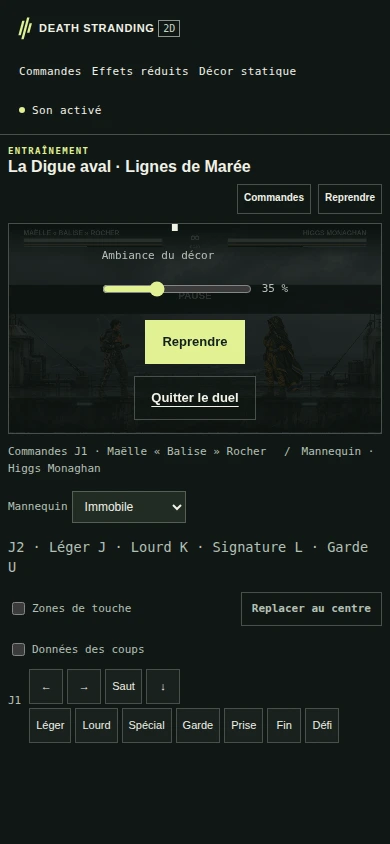 DEATH STRANDING 2D
Commandes Effets réduits Décor statique
Son activé
ENTRAÎNEMENT
La Digue aval · Lignes de Marée
Commandes Reprendre
MAËLLE « BALISE » ROCHER ∞ HIGGS MONAGHAN
Ambiance du décor
35 %
PAUSE
Reprendre
Quitter le duel
Commandes J1 · Maëlle « Balise » Rocher / Mannequin ·
Higgs Monaghan
Mannequin Immobile
J2 · Léger J · Lourd K · Signature L · Garde
U
Zones de touche Replacer au centre
Données des coups
J1 ← → Saut ↓
Léger Lourd Spécial Garde Prise Fin Défi